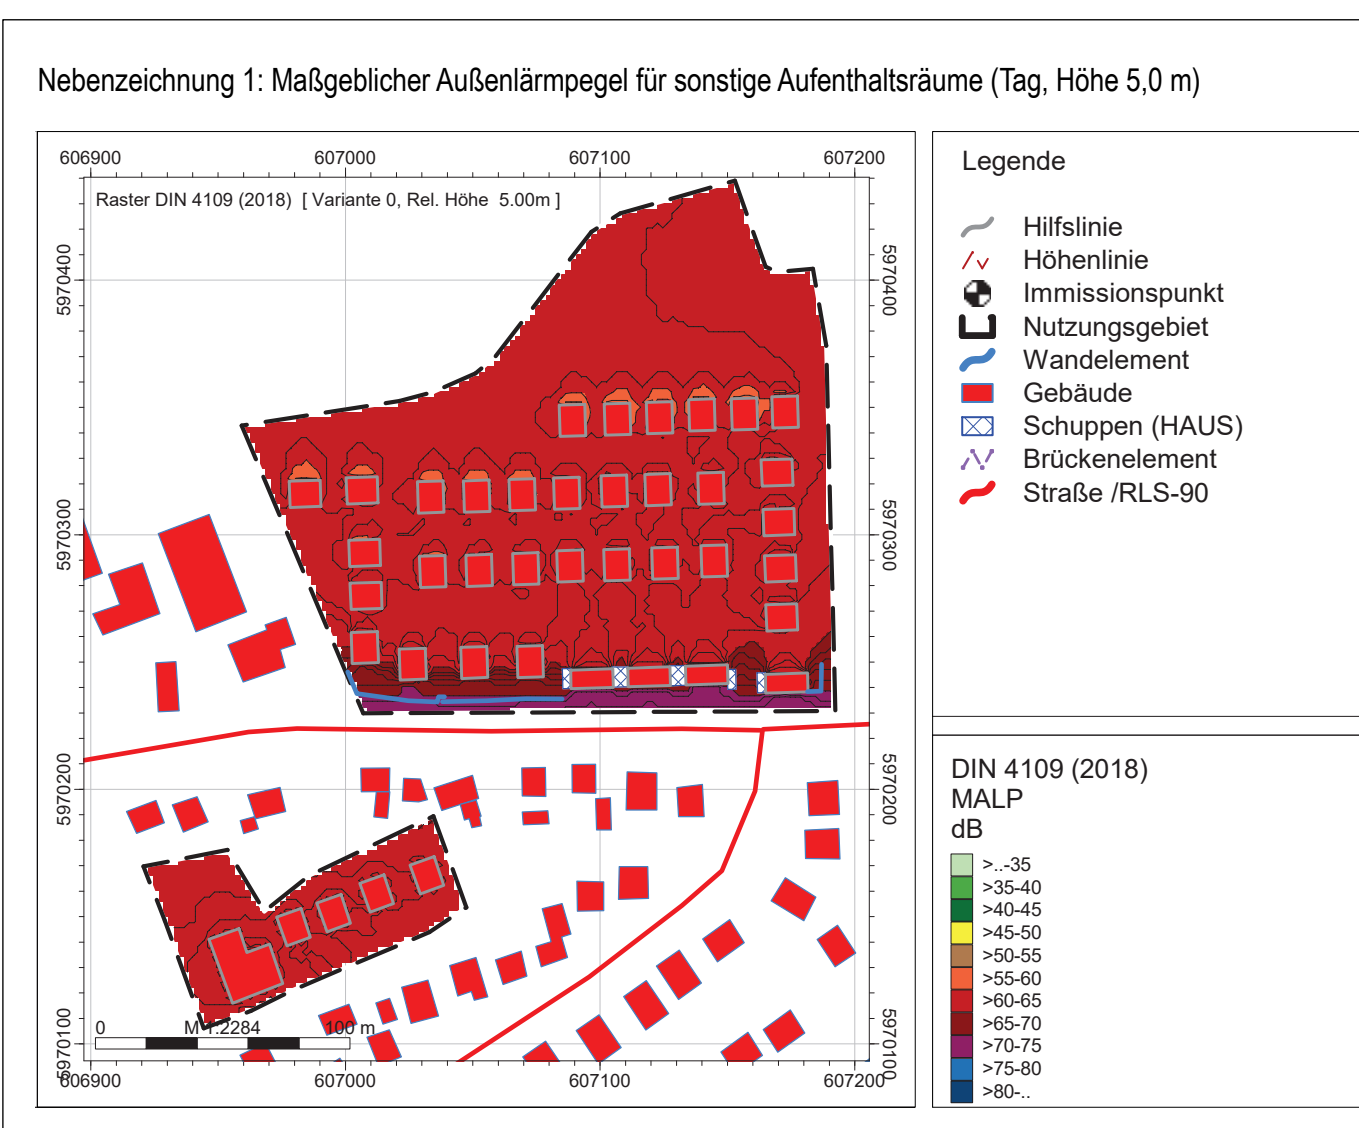 Nebenzeichnung 1: Maßgeblicher Außenlärmpegel für sonstige Aufenthaltsräume (Tag, Höhe 5,0 m)
606900 607000 607100 607200
Raster DIN 4109 (2018) [ Variante 0, Rel. Höhe 5.00m ]
5970400 5970400
5970300 5970300
5970200 5970200
5970100 5970100
0 M 1:2284 100 m
606900 607000 607100 607200
Legende
Hilfslinie
Höhenlinie
Immissionspunkt
Nutzungsgebiet
Wandelement
Gebäude
Schuppen (HAUS)
Brückenelement
Straße /RLS-90
DIN 4109 (2018)
MALP
dB
>..-35
>35-40
>40-45
>45-50
>50-55
>55-60
>60-65
>65-70
>70-75
>75-80
>80-..